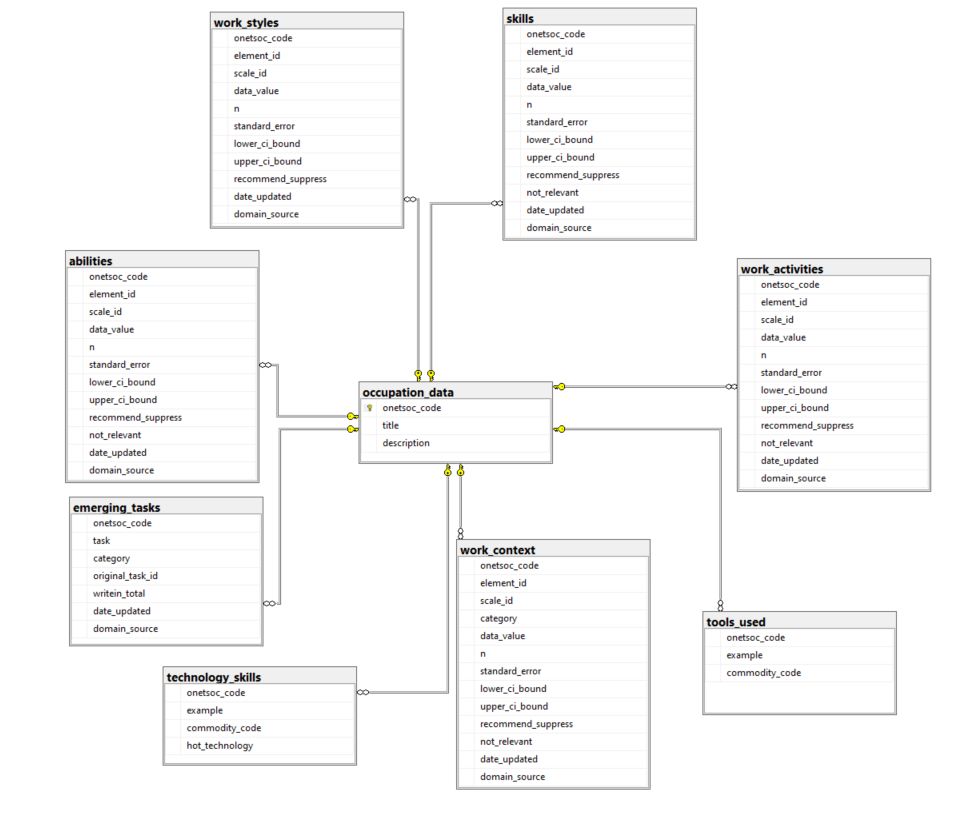 work_styles
onetsoc_code
element_id
scale_id
data_value
n
standard_error
lower_ci_bound
upper_ci_bound
recommend_suppress
date_updated
domain_source
skills
onetsoc_code
element_id
scale_id
data_value
n
standard_error
lower_ci_bound
upper_ci_bound
recommend_suppress
not_relevant
date_updated
domain_source
abilities
onetsoc_code
element_id
scale_id
data_value
n
standard_error
lower_ci_bound
upper_ci_bound
recommend_suppress
not_relevant
date_updated
domain_source
work_activities
onetsoc_code
element_id
scale_id
data_value
n
standard_error
lower_ci_bound
upper_ci_bound
recommend_suppress
not_relevant
date_updated
domain_source
occupation_data
onetsoc_code
title
description
emerging_tasks
onetsoc_code
task
category
original_task_id
writein_total
date_updated
domain_source
work_context
onetsoc_code
element_id
scale_id
category
data_value
n
standard_error
lower_ci_bound
upper_ci_bound
recommend_suppress
not_relevant
date_updated
domain_source
tools_used
onetsoc_code
example
commodity_code
technology_skills
onetsoc_code
example
commodity_code
hot_technology